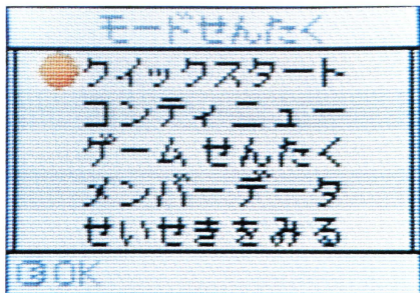 モードせんたく
クイックスタート
コンティニュー
ゲームせんたく
メンバーデータ
せいせきをみる
ⒷOK